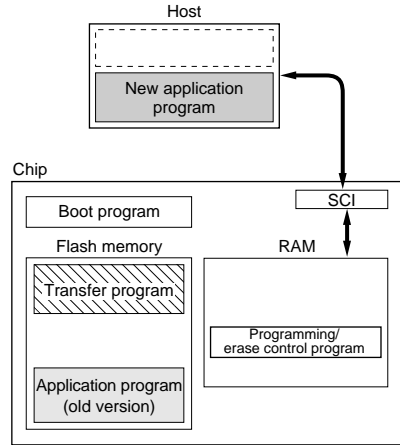 Host
New application
program
Chip
SCI
Boot program
Flash memory
RAM
Transfer program
Programming/
erase control program
Application program
(old version)